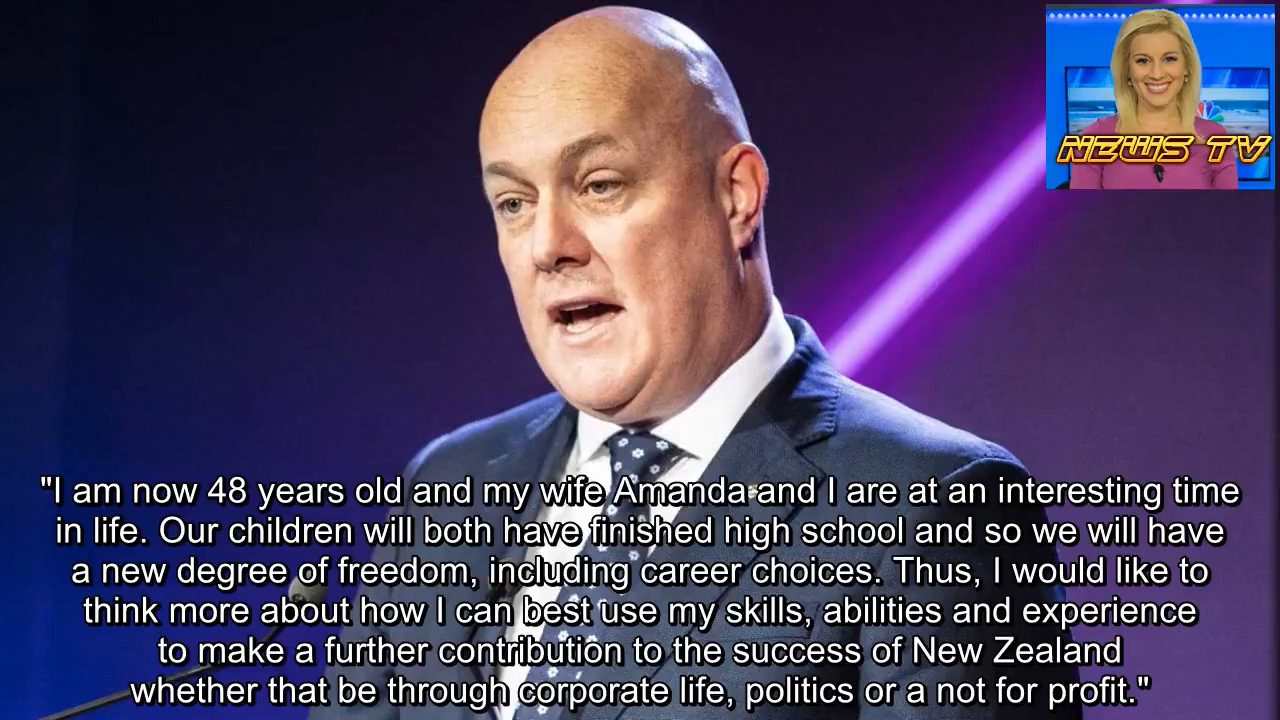 NEWS TV
"I am now 48 years old and my wife Amanda and I are at an interesting time
in life. Our children will both have finished high school and so we will have
a new degree of freedom, including career choices. Thus, I would like to
think more about how I can best use my skills, abilities and experience
to make a further contribution to the success of New Zealand
whether that be through corporate life, politics or a not for profit."